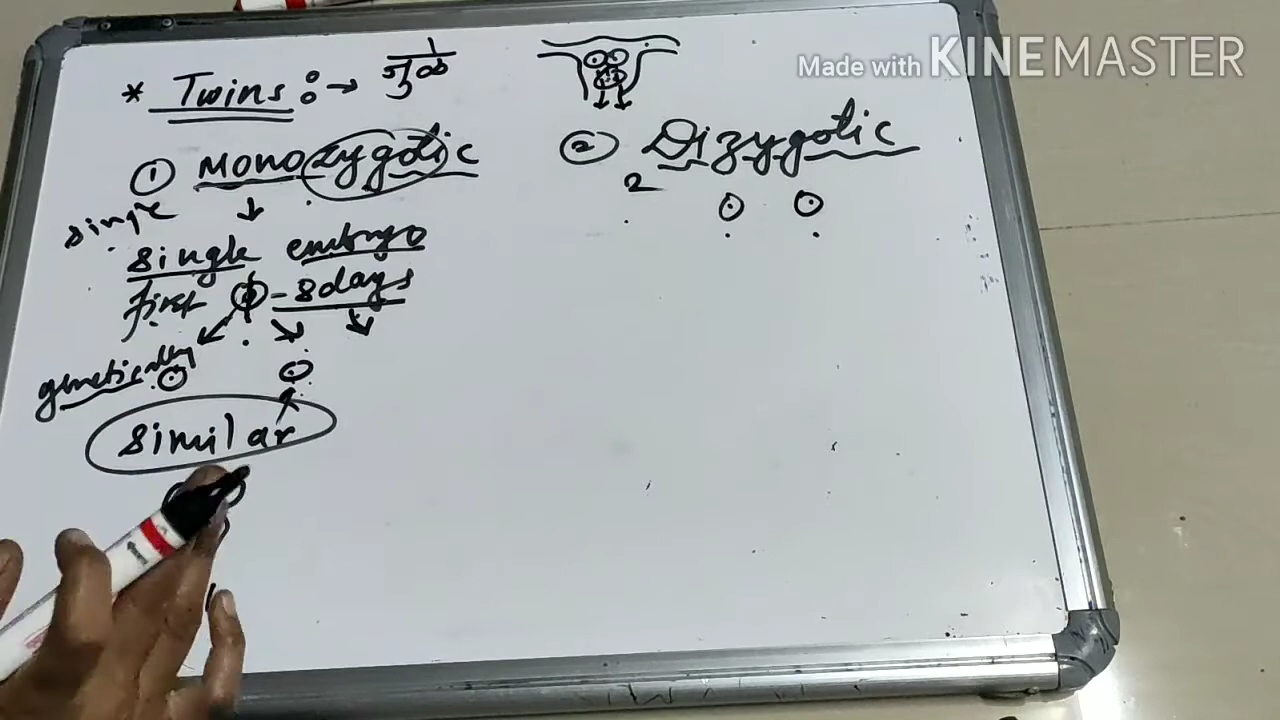 Made with KINEMASTER
* Twins :→
① Monozygotic
single
single embryo
first - 8 days
genetically
similar
② Dizygotic
2